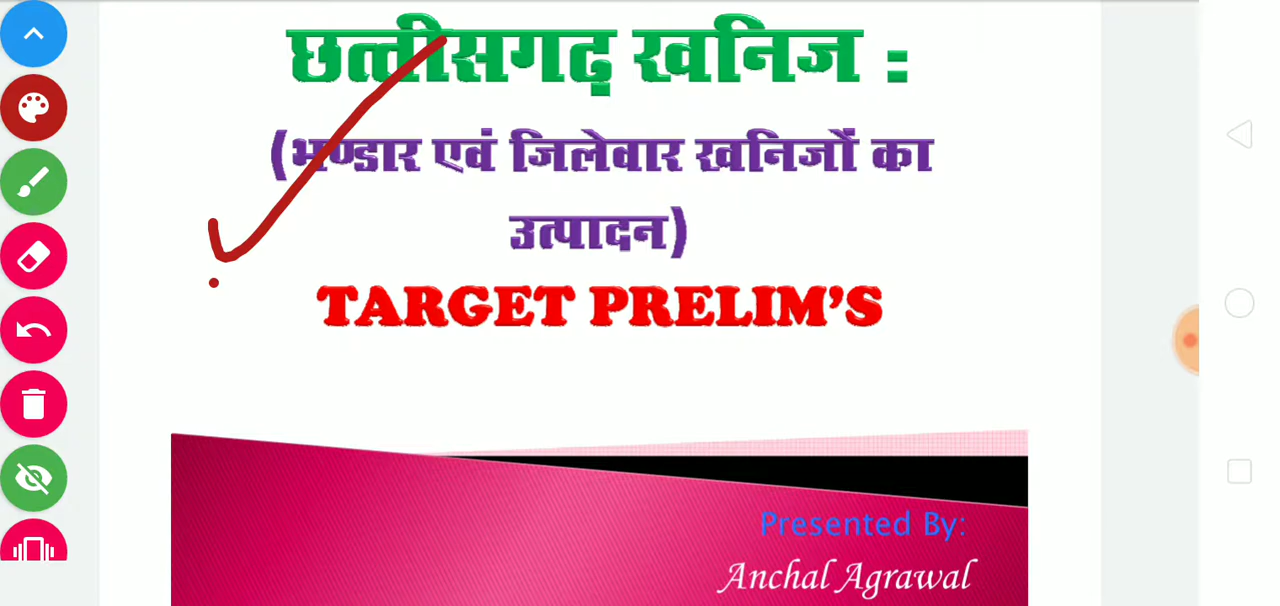 छत्तीसगढ़ खनिज :
(भण्डार एवं जिलेवार खनिजों का
उत्पादन)
TARGET PRELIM'S
Presented By:
Anchal Agrawal